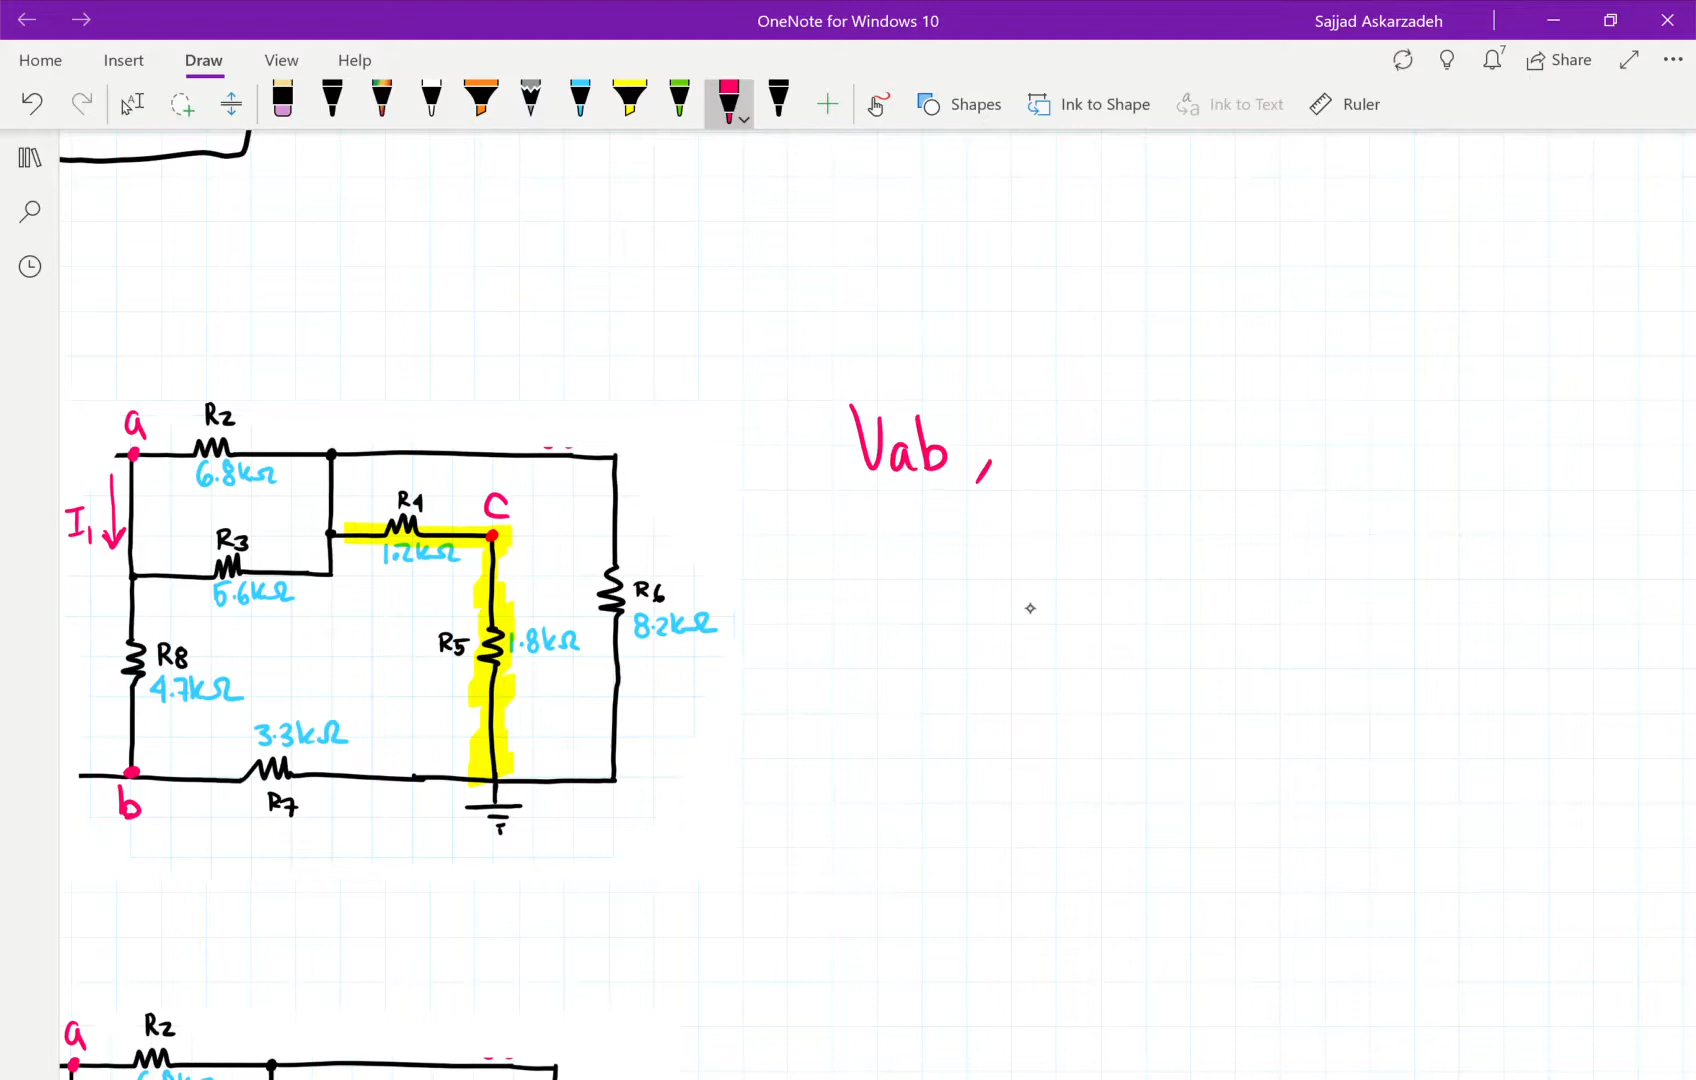 OneNote for Windows 10
Sajjad Askarzadeh
Home Insert Draw View Help
7
Share
Shapes
Ink to Shape
Ink to Text
Ruler
a
R2
6.8kΩ
Vab ,
I1
R4
C
1.2kΩ
R3
5.6kΩ
R6
8.2kΩ
R5
1.8kΩ
R8
4.7kΩ
3.3kΩ
R7
b
a
R2